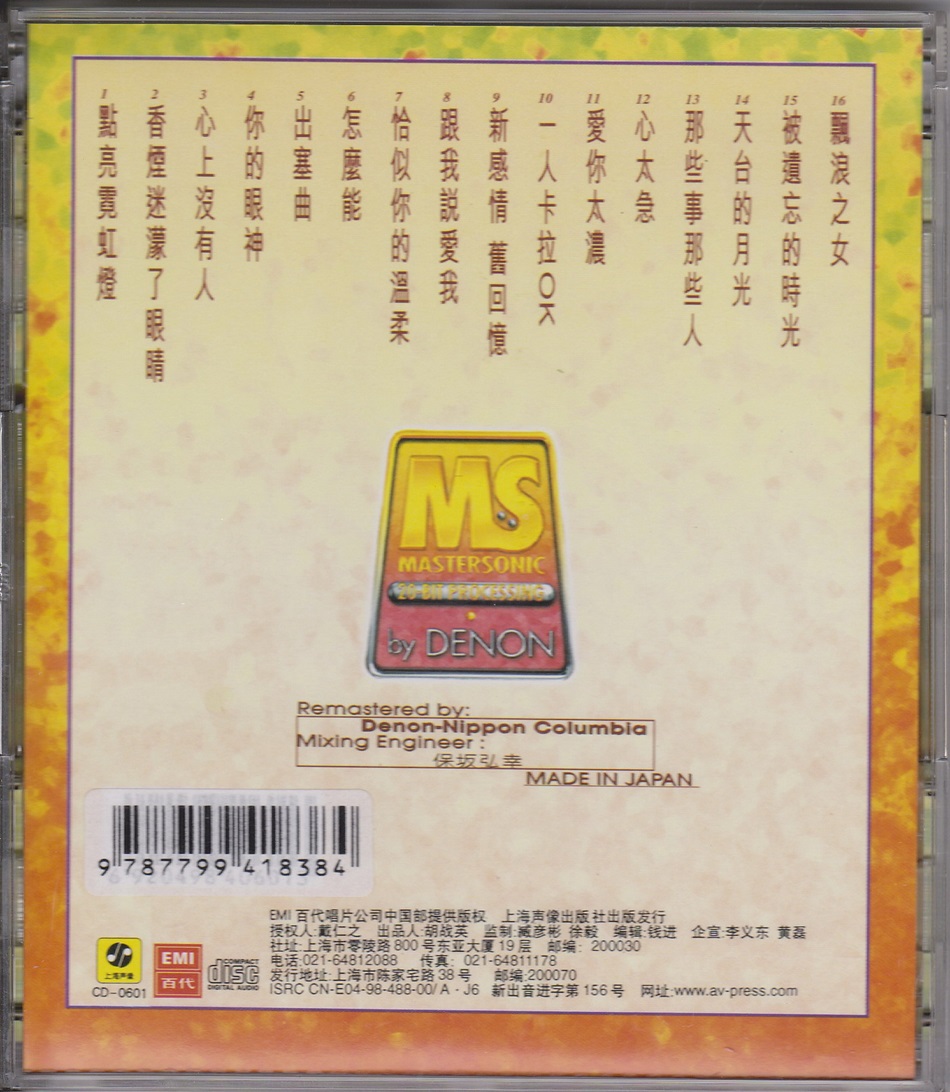 1 點亮霓虹燈
2 香煙迷濛了眼睛
3 心上沒有人
4 你的眼神
5 出塞曲
6 怎麼能
7 恰似你的溫柔
8 跟我説愛我
9 新感情 舊回憶
10 一人卡拉OK
11 愛你太濃
12 心太急
13 那些事那些人
14 天台的月光
15 被遺忘的時光
16 飄浪之女
MS
MASTERSONIC
20 BIT PROCESSING
by DENON
Remastered by:
Denon-Nippon Columbia
Mixing Engineer :
保坂弘幸
MADE IN JAPAN
9 787799 418384
EMI 百代唱片公司中国部提供版权 上海声像出版社出版发行
授权人:戴仁之 出品人:胡战英 监制:臧彦彬 徐毅 编辑:钱进 企宣:李义东 黄磊
社址:上海市零陵路800号东亚大厦19层 邮编: 200030
电话:021-64812088 传真: 021-64811178
发行地址:上海市陈家宅路38号 邮编:200070
ISRC CN-E04-98-488-00/A·J6 新出音进字第156号 网址:www.av-press.com
上海声像
CD-0601
EMI
百代
COMPACT
disc
DIGITAL AUDIO